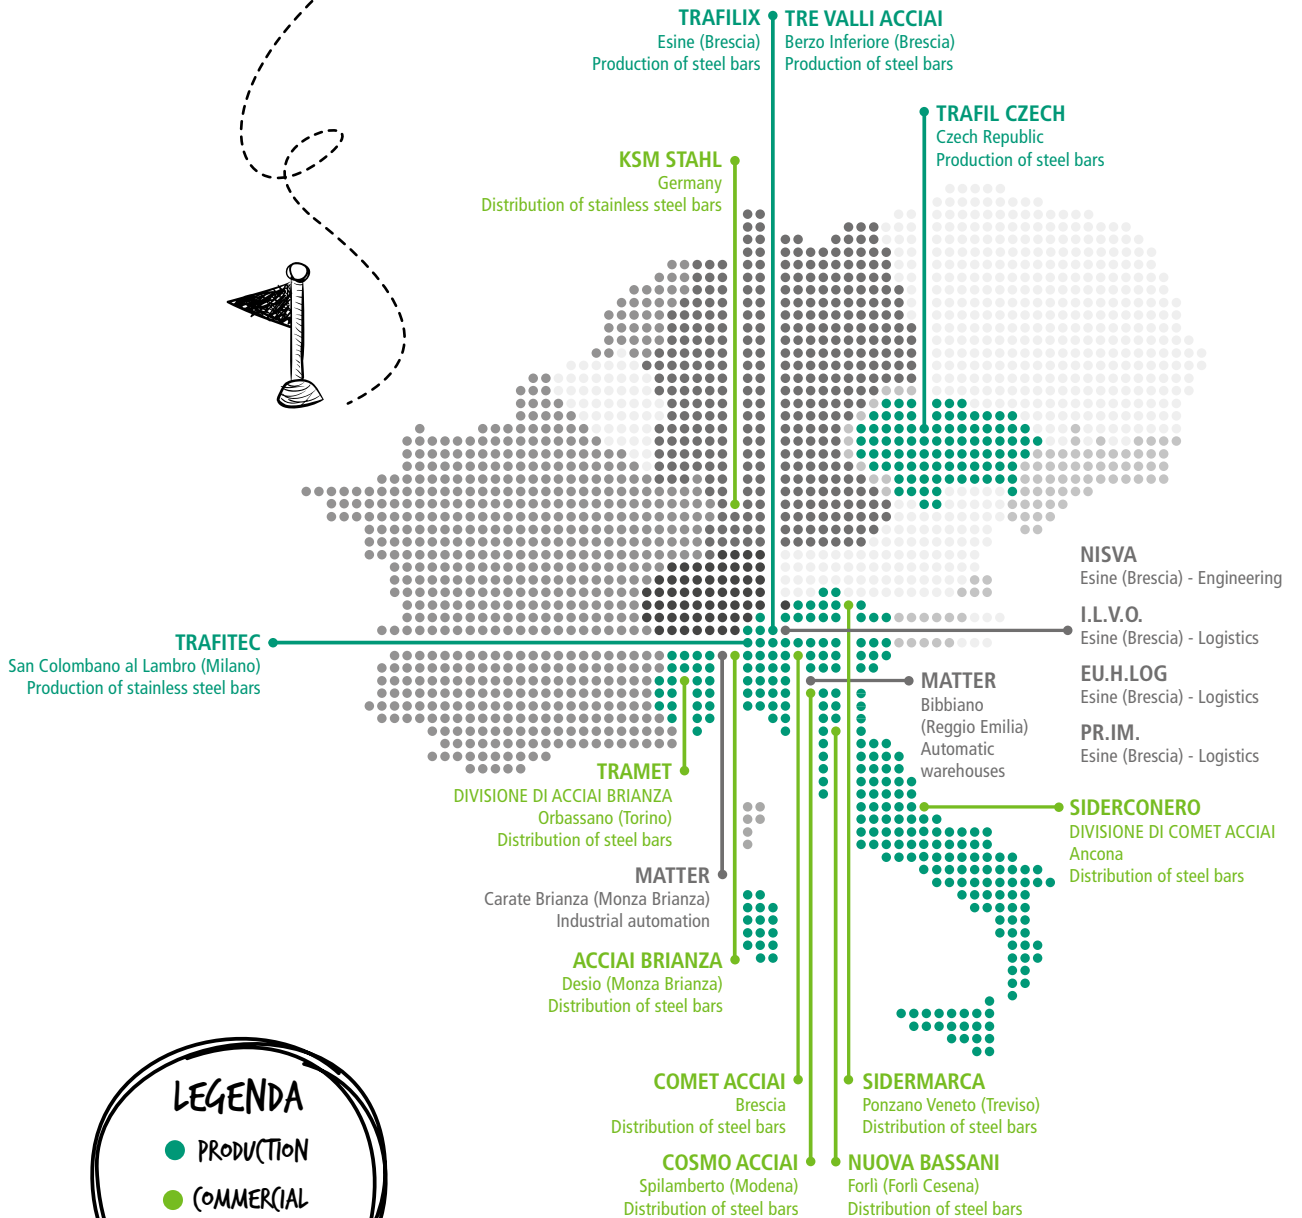 TRAFILIX
Esine (Brescia)
Production of steel bars
TRE VALLI ACCIAI
Berzo Inferiore (Brescia)
Production of steel bars
TRAFIL CZECH
Czech Republic
Production of steel bars
KSM STAHL
Germany
Distribution of stainless steel bars
NISVA
Esine (Brescia) - Engineering
I.L.V.O.
Esine (Brescia) - Logistics
EU.H.LOG
Esine (Brescia) - Logistics
PR.IM.
Esine (Brescia) - Logistics
TRAFITEC
San Colombano al Lambro (Milano)
Production of stainless steel bars
MATTER
Bibbiano
(Reggio Emilia)
Automatic
warehouses
TRAMET
DIVISIONE DI ACCIAI BRIANZA
Orbassano (Torino)
Distribution of steel bars
SIDERCONERO
DIVISIONE DI COMET ACCIAI
Ancona
Distribution of steel bars
MATTER
Carate Brianza (Monza Brianza)
Industrial automation
ACCIAI BRIANZA
Desio (Monza Brianza)
Distribution of steel bars
COMET ACCIAI
Brescia
Distribution of steel bars
SIDERMARCA
Ponzano Veneto (Treviso)
Distribution of steel bars
COSMO ACCIAI
Spilamberto (Modena)
Distribution of steel bars
NUOVA BASSANI
Forlì (Forlì Cesena)
Distribution of steel bars
LEGENDA
PRODUCTION
COMMERCIAL